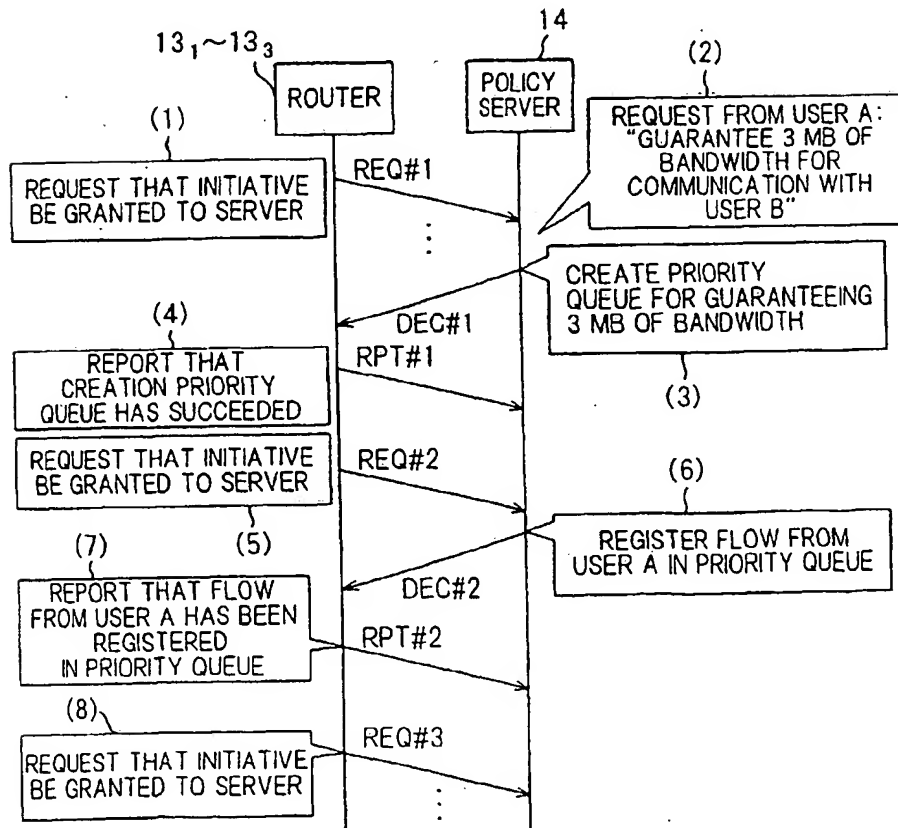 13₁~13₃
ROUTER
14
POLICY
SERVER
(1)
REQUEST THAT INITIATIVE
BE GRANTED TO SERVER
REQ#1
(2)
REQUEST FROM USER A:
"GUARANTEE 3 MB OF
BANDWIDTH FOR
COMMUNICATION WITH
USER B"
CREATE PRIORITY
QUEUE FOR GUARANTEEING
3 MB OF BANDWIDTH
(3)
DEC#1
(4)
REPORT THAT
CREATION PRIORITY
QUEUE HAS SUCCEEDED
RPT#1
REQUEST THAT INITIATIVE
BE GRANTED TO SERVER
(5)
REQ#2
(6)
REGISTER FLOW FROM
USER A IN PRIORITY QUEUE
DEC#2
(7)
REPORT THAT FLOW
FROM USER A HAS BEEN
REGISTERED
IN PRIORITY QUEUE
RPT#2
(8)
REQUEST THAT INITIATIVE
BE GRANTED TO SERVER
REQ#3